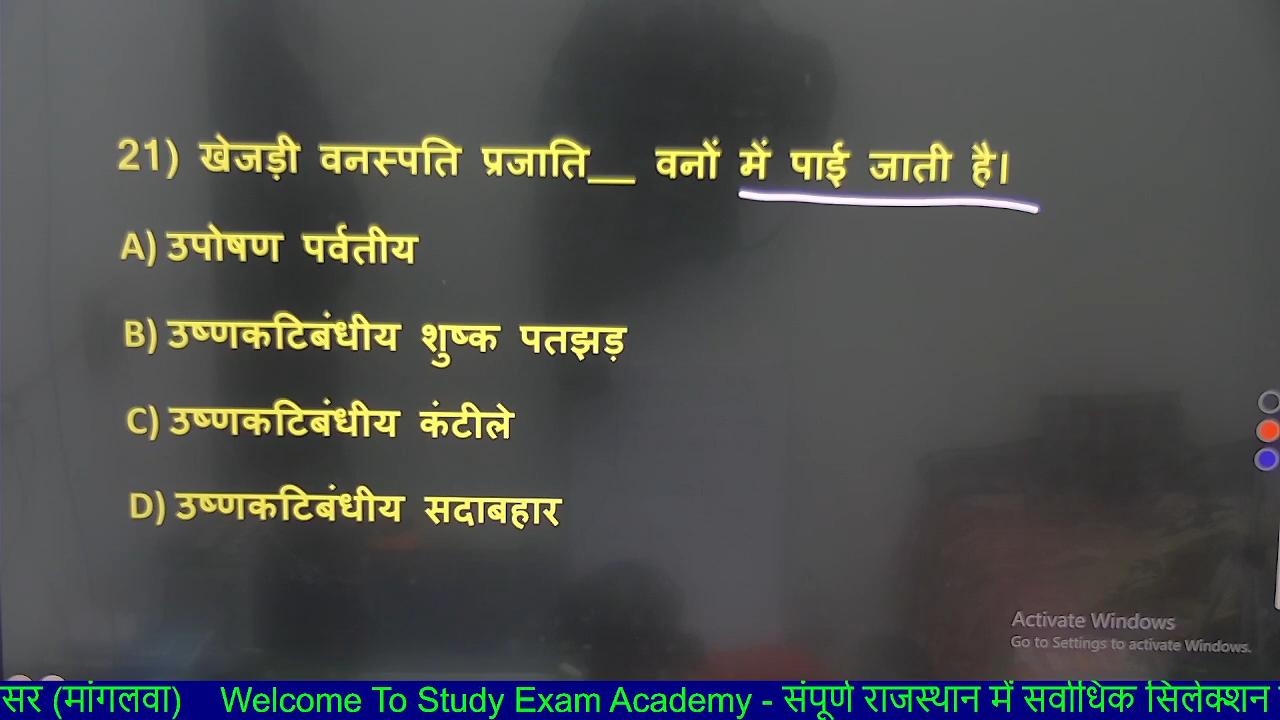 21) खेजड़ी वनस्पति प्रजाति__ वनों में पाई जाती है।
A) उपोषण पर्वतीय
B) उष्णकटिबंधीय शुष्क पतझड़
C) उष्णकटिबंधीय कंटीले
D) उष्णकटिबंधीय सदाबहार
Activate Windows
Go to Settings to activate Windows.
सर (मांगलवा) Welcome To Study Exam Academy - संपूर्ण राजस्थान में सर्वाधिक सिलेक्शन